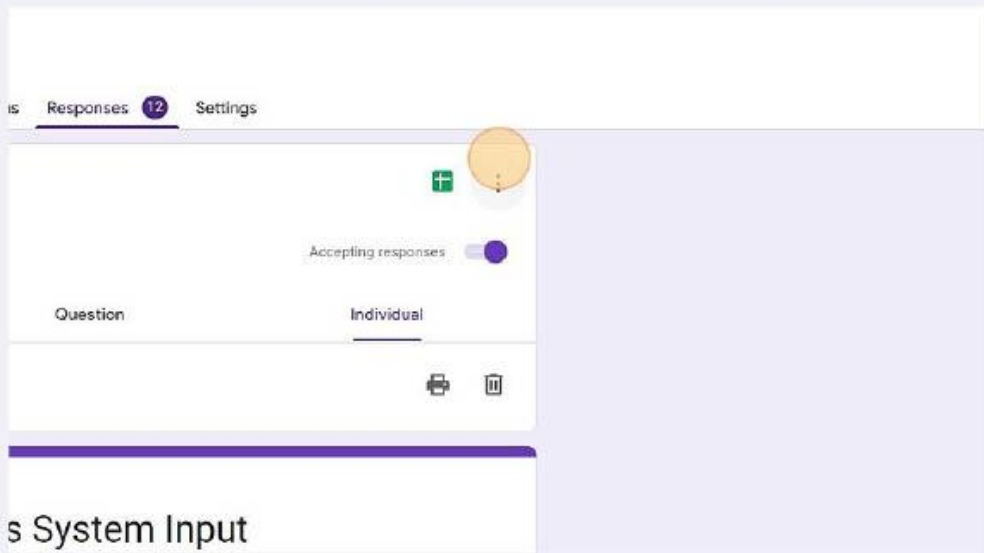 Responses 12 Settings
Accepting responses
Question Individual
System Input